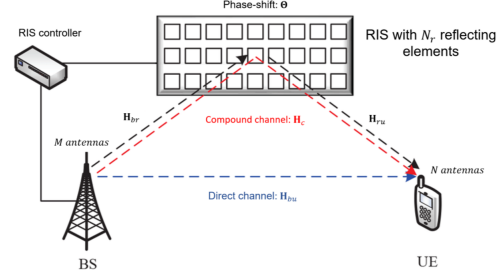 Phase-shift: Θ
RIS controller
RIS with N_r reflecting
elements
H_br
H_ru
Compound channel: H_c
M antennas
N antennas
Direct channel: H_bu
BS
UE